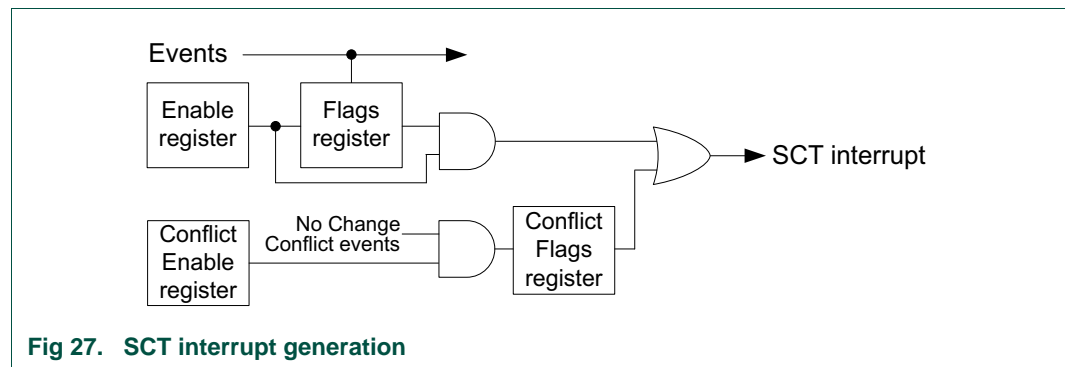 Events
Enable
register
Flags
register
SCT interrupt
No Change
Conflict events
Conflict
Enable
register
Conflict
Flags
register
Fig 27. SCT interrupt generation